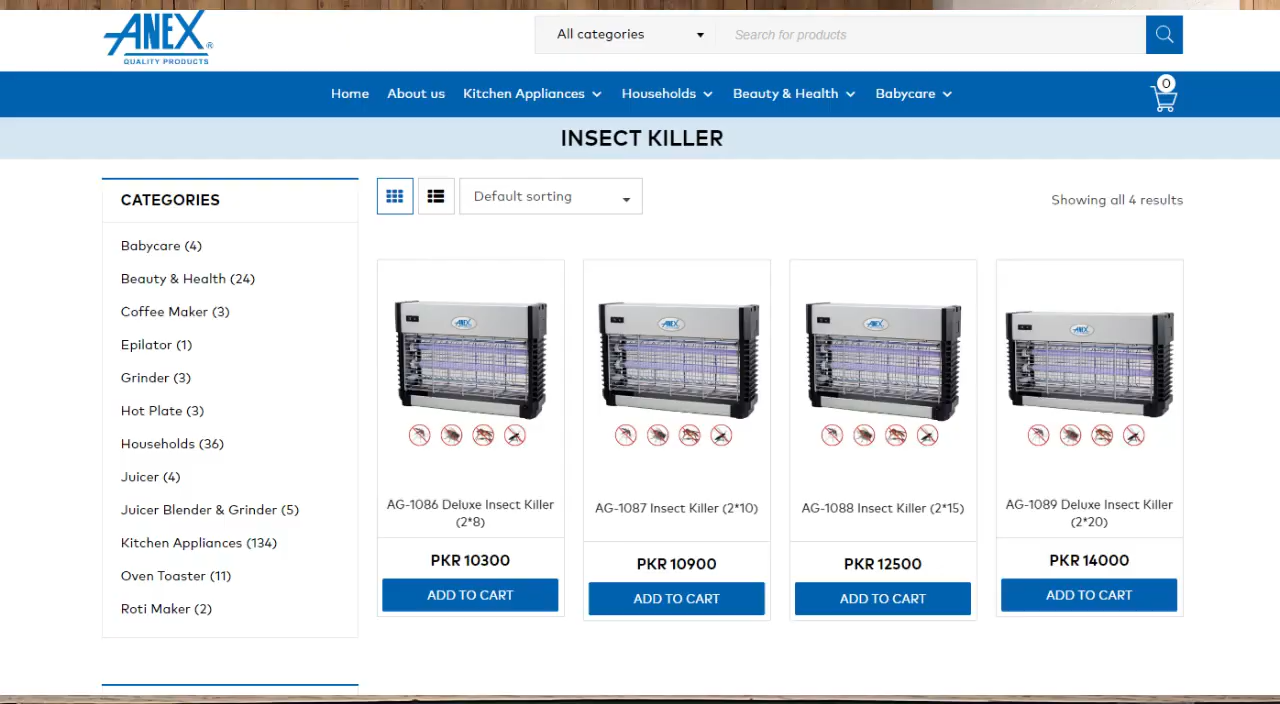 ANEX
®
QUALITY PRODUCTS
All categories
Search for products
Home
About us
Kitchen Appliances
Households
Beauty & Health
Babycare
0
INSECT KILLER
CATEGORIES
Babycare (4)
Beauty & Health (24)
Coffee Maker (3)
Epilator (1)
Grinder (3)
Hot Plate (3)
Households (36)
Juicer (4)
Juicer Blender & Grinder (5)
Kitchen Appliances (134)
Oven Toaster (11)
Roti Maker (2)
Default sorting
Showing all 4 results
ANEX
AG-1086 Deluxe Insect Killer
(2*8)
PKR 10300
ADD TO CART
ANEX
AG-1087 Insect Killer (2*10)
PKR 10900
ADD TO CART
ANEX
AG-1088 Insect Killer (2*15)
PKR 12500
ADD TO CART
ANEX
AG-1089 Deluxe Insect Killer
(2*20)
PKR 14000
ADD TO CART